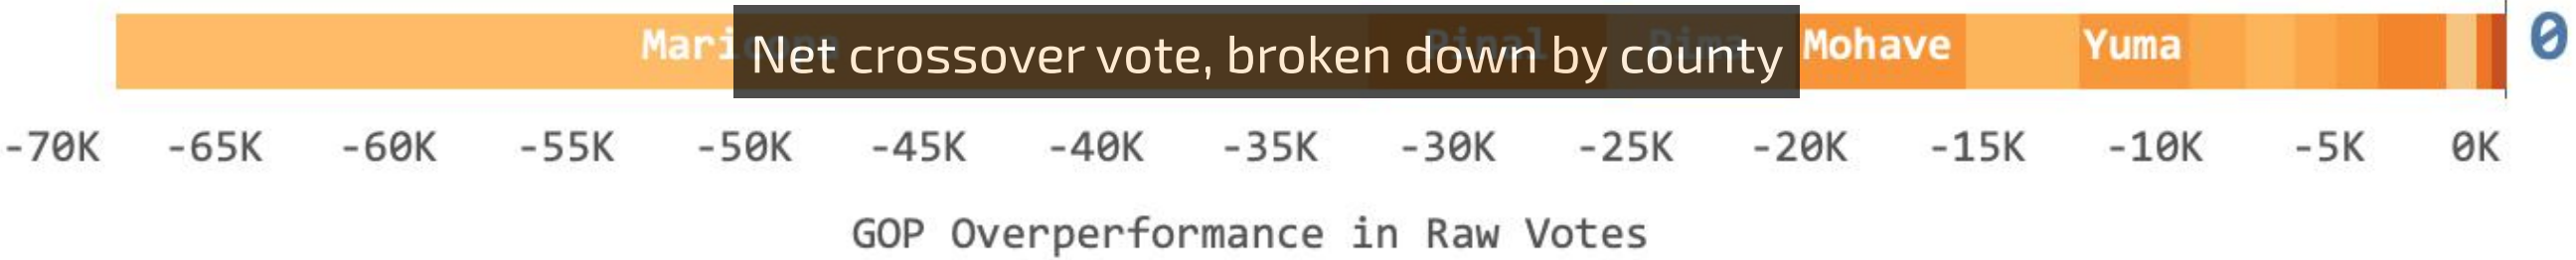 Net crossover vote, broken down by county
Mohave Yuma 0
-70K -65K -60K -55K -50K -45K -40K -35K -30K -25K -20K -15K -10K -5K 0K
GOP Overperformance in Raw Votes